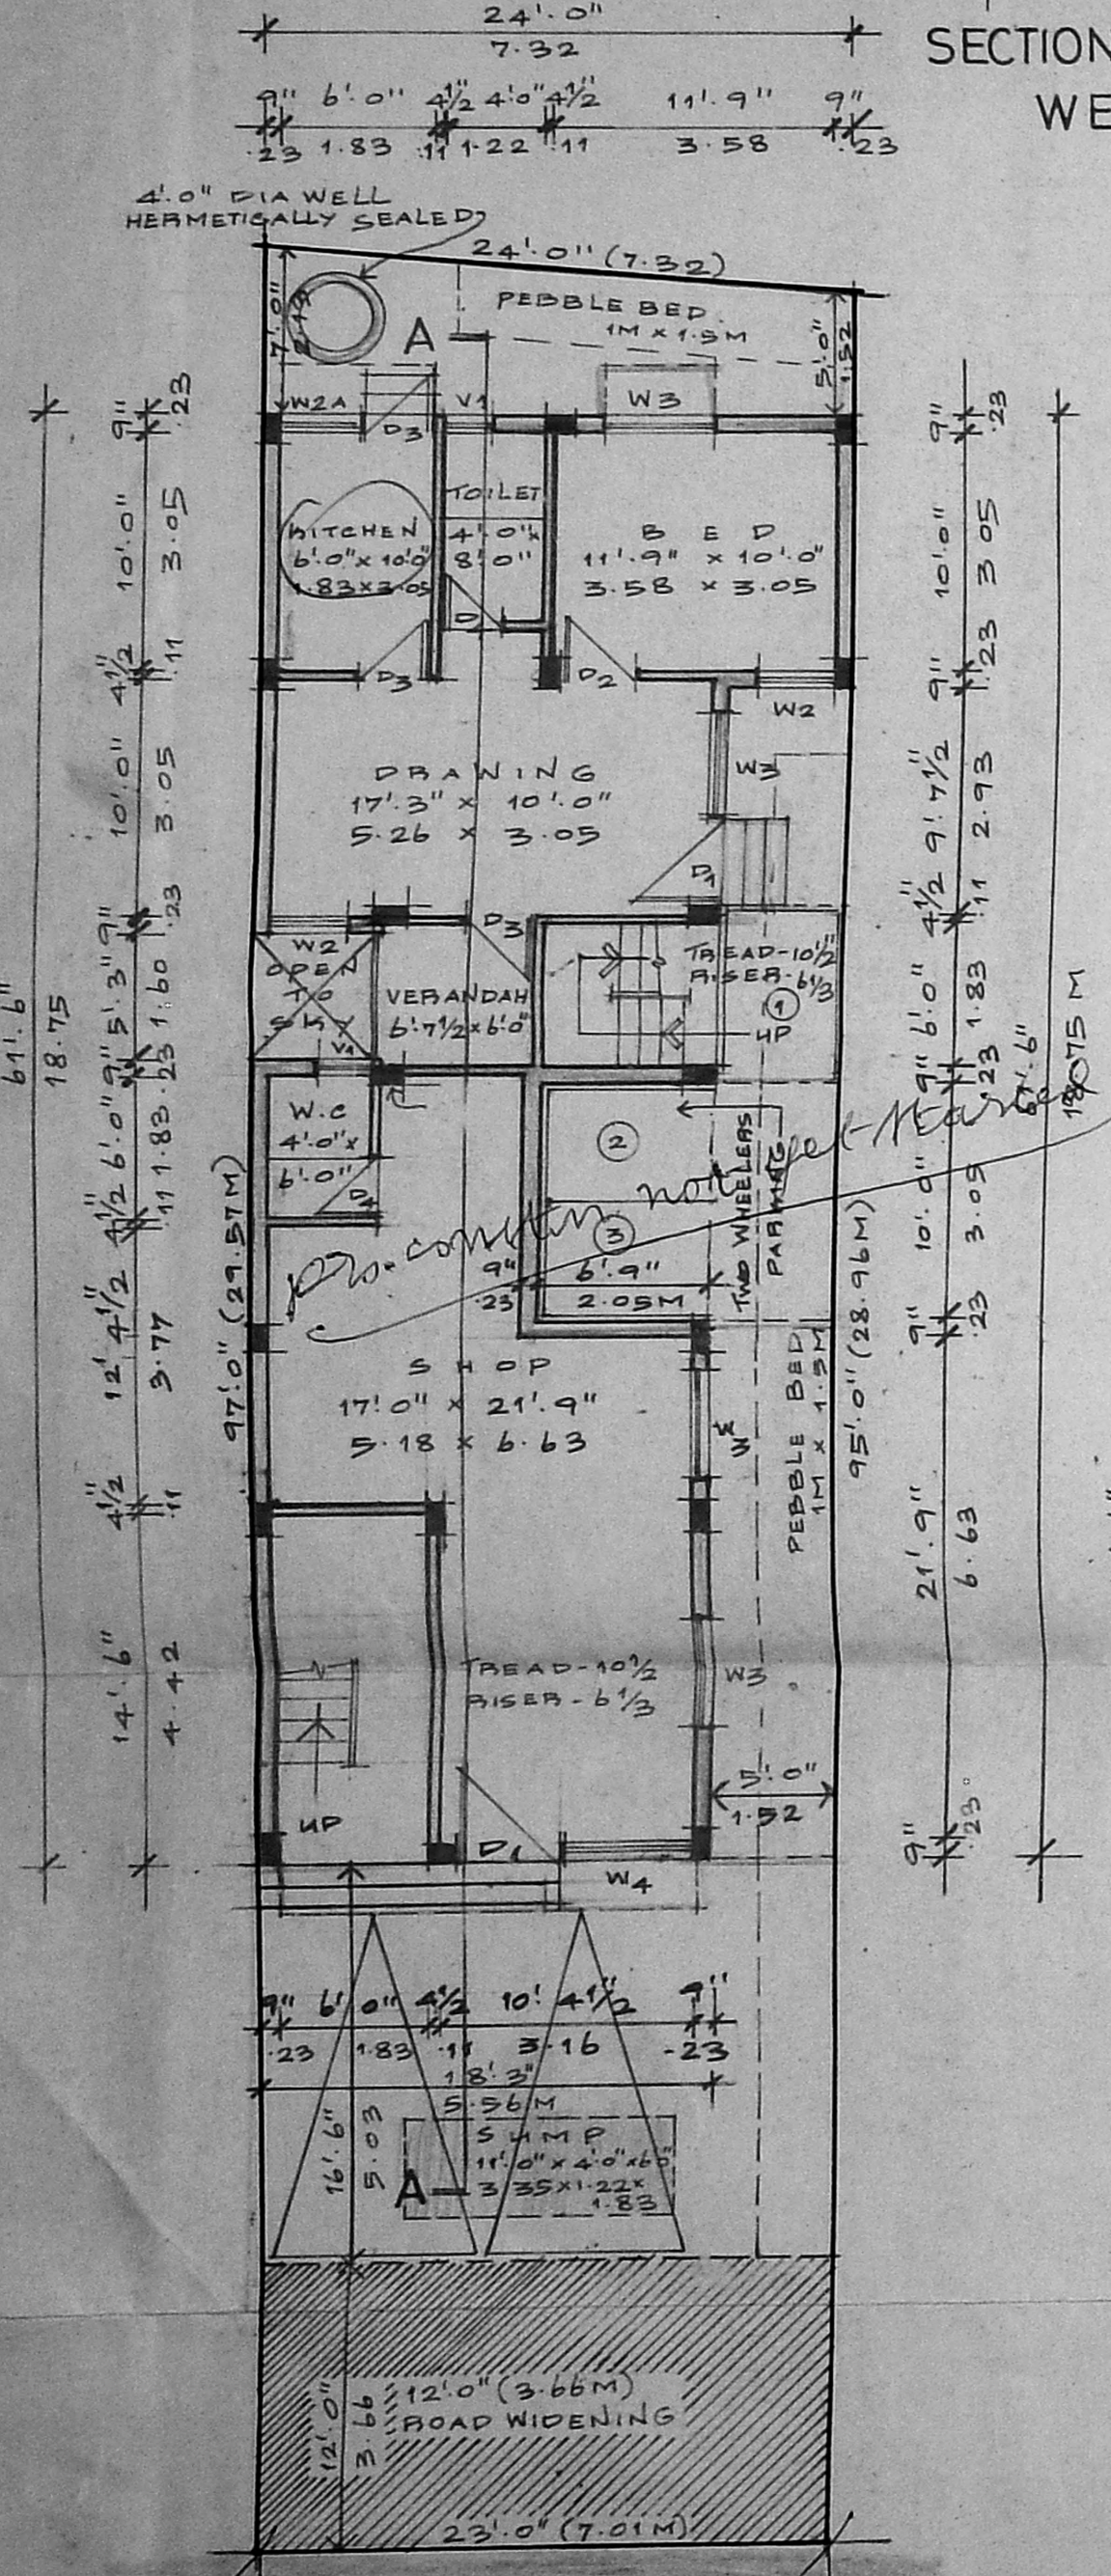 24'.0"
7.32
SECTION
WE
9" 6'.0" 4½" 4'.0" 4½" 11'.9" 9"
.23 1.83 .11 1.22 .11 3.58 .23
4'.0" DIA WELL
HERMETICALLY SEALED
24'.0" (7.32)
PEBBLE BED.
1M x 1.5M
7'.0"
2.13
A
5'.0"
1.52
W2A
D3
V1
W3
KITCHEN
6'.0" x 10'.0"
1.83 x 3.05
TOILET
4'.0" x
8'.0"
BED
11'.9" x 10'.0"
3.58 x 3.05
D3
D2
W2
DRAWING
17'.3" x 10'.0"
5.26 x 3.05
W3
D1
W2
OPEN
TO
SKY
V1
D3
VERANDAH
6'.7½ x 6'.0"
TREAD-10½
RISER-6⅓
1
UP
W.C
4'.0" x
6'.0"
2
3
TWO WHEELERS
PARKING
9"
.23
6'.9"
2.05M
SHOP
17'.0" x 21'.9"
5.18 x 6.63
W3
PEBBLE BED
1M x 1.5M
TREAD-10½
RISER-6⅓
W3
UP
D1
W4
5'.0"
1.52
9" 6'.0" 4½ 10'.4½" 9"
.23 1.83 .11 3.16 .23
18'.3"
5.56M
16'.6"
5.03
SUMP
11'.0" x 4'.0" x 6'0"
3.35 x 1.22 x
1.83
A
12'.0"
3.66
12'.0" (3.66M)
ROAD WIDENING
23'.0" (7.01M)
61'.6"
18.75
9" 10'.0" 4½" 10'.0" 9" 5'.3" 9" 6'.0" 4½" 12'.4½" 4½" 14'.6"
.23 3.05 .11 3.05 .23 1.60 .23 1.83 .11 3.77 .11 4.42
97'.0" (29.57M)
95'.0" (28.96M)
9" 10'.0" 9" 9'.7½" 4½" 6'.0" 9" 10'.0" 9" 21'.9" 9"
.23 3.05 .23 2.93 .11 1.83 .23 3.05 .23 6.63 .23
not